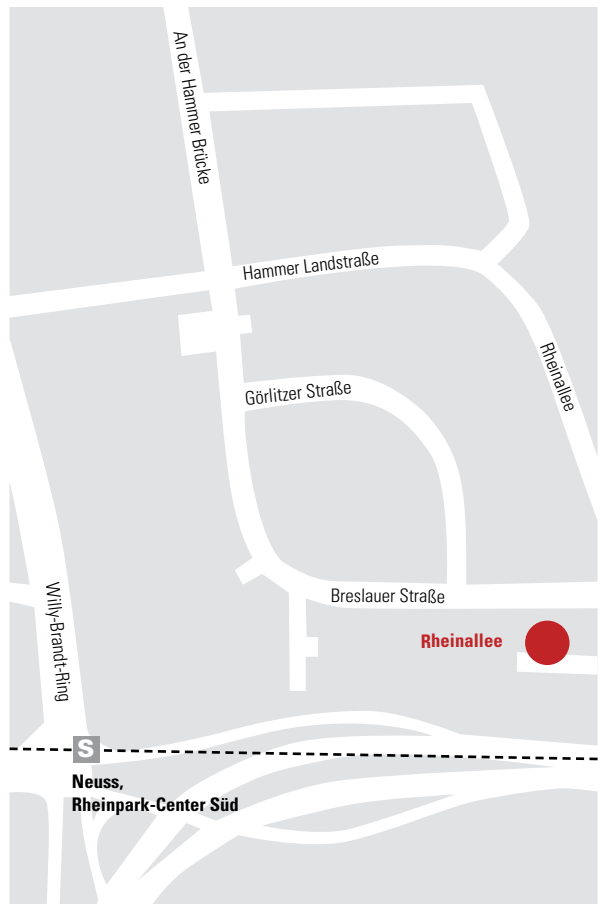 An der Hammer Brücke
Hammer Landstraße
Rheinallee
Görlitzer Straße
Willy-Brandt-Ring
Breslauer Straße
Rheinallee
S
Neuss,
Rheinpark-Center Süd